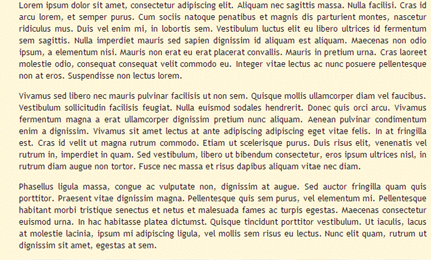 Lorem ipsum dolor sit amet, consectetur adipiscing elit. Aliquam nec sagittis massa. Nulla facilisi. Cras id
arcu lorem, et semper purus. Cum sociis natoque penatibus et magnis dis parturient montes, nascetur
ridiculus mus. Duis vel enim mi, in lobortis sem. Vestibulum luctus elit eu libero ultrices id fermentum
sem sagittis. Nulla imperdiet mauris sed sapien dignissim id aliquam est aliquam. Maecenas non odio
ipsum, a elementum nisi. Mauris non erat eu erat placerat convallis. Mauris in pretium urna. Cras laoreet
molestie odio, consequat consequat velit commodo eu. Integer vitae lectus ac nunc posuere pellentesque
non at eros. Suspendisse non lectus lorem.
Vivamus sed libero nec mauris pulvinar facilisis ut non sem. Quisque mollis ullamcorper diam vel faucibus.
Vestibulum sollicitudin facilisis feugiat. Nulla euismod sodales hendrerit. Donec quis orci arcu. Vivamus
fermentum magna a erat ullamcorper dignissim pretium nunc aliquam. Aenean pulvinar condimentum
enim a dignissim. Vivamus sit amet lectus at ante adipiscing adipiscing eget vitae felis. In at fringilla
est. Cras id velit ut magna rutrum commodo. Etiam ut scelerisque purus. Duis risus elit, venenatis vel
rutrum in, imperdiet in quam. Sed vestibulum, libero ut bibendum consectetur, eros ipsum ultrices nisl, in
rutrum diam augue non tortor. Fusce nec massa et risus dapibus aliquam vitae nec diam.
Phasellus ligula massa, congue ac vulputate non, dignissim at augue. Sed auctor fringilla quam quis
porttitor. Praesent vitae dignissim magna. Pellentesque quis sem purus, vel elementum mi. Pellentesque
habitant morbi tristique senectus et netus et malesuada fames ac turpis egestas. Maecenas consectetur
euismod urna. In hac habitasse platea dictumst. Quisque tincidunt porttitor vestibulum. Ut iaculis, lacus
at molestie lacinia, ipsum mi adipiscing ligula, vel mollis sem risus eu lectus. Nunc elit quam, rutrum ut
dignissim sit amet, egestas at sem.